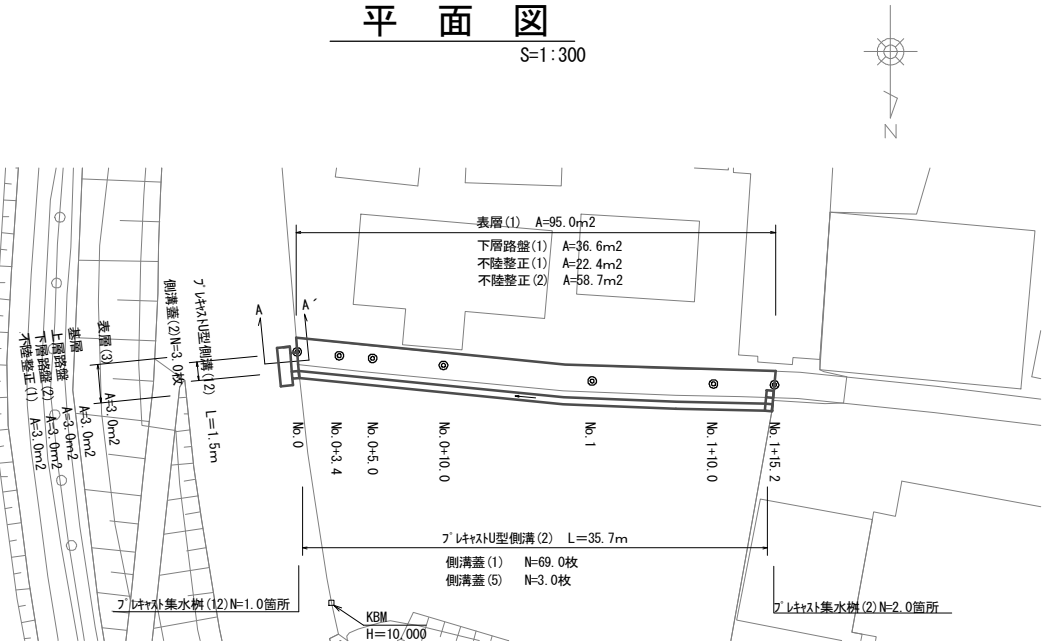 平面図
S=1:300
N
表層(1) A=95.0m2
下層路盤(1) A=36.6m2
不陸整正(1) A=22.4m2
不陸整正(2) A=58.7m2
A
A´
プレキャストU型側溝(12) L=1.5m
側溝蓋(2)N=3.0枚
表層(3) A=3.0m2
基層 A=3.0m2
上層路盤 A=3.0m2
下層路盤(2) A=3.0m2
不陸整正(1) A=3.0m2
No.0
No.0+3.4
No.0+5.0
No.0+10.0
No.1
No.1+10.0
No.1+15.2
プレキャストU型側溝(2) L=35.7m
側溝蓋(1) N=69.0枚
側溝蓋(5) N=3.0枚
プレキャスト集水桝(12)N=1.0箇所
プレキャスト集水桝(2)N=2.0箇所
KBM
H=10,000